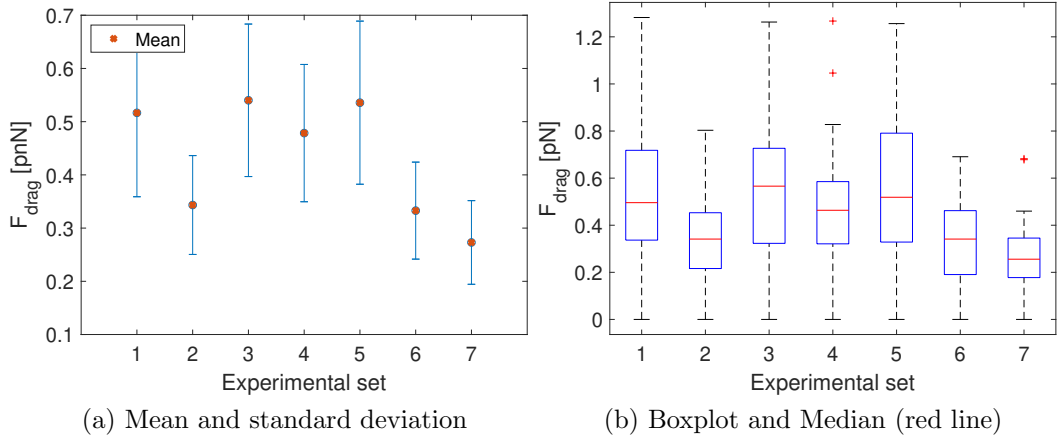 0.7
0.6
0.5
0.4
0.3
0.2
0.1
F_drag [pnN]
Mean
1 2 3 4 5 6 7
Experimental set
(a) Mean and standard deviation
1.2
1
0.8
0.6
0.4
0.2
0
F_drag [pN]
1 2 3 4 5 6 7
Experimental set
(b) Boxplot and Median (red line)